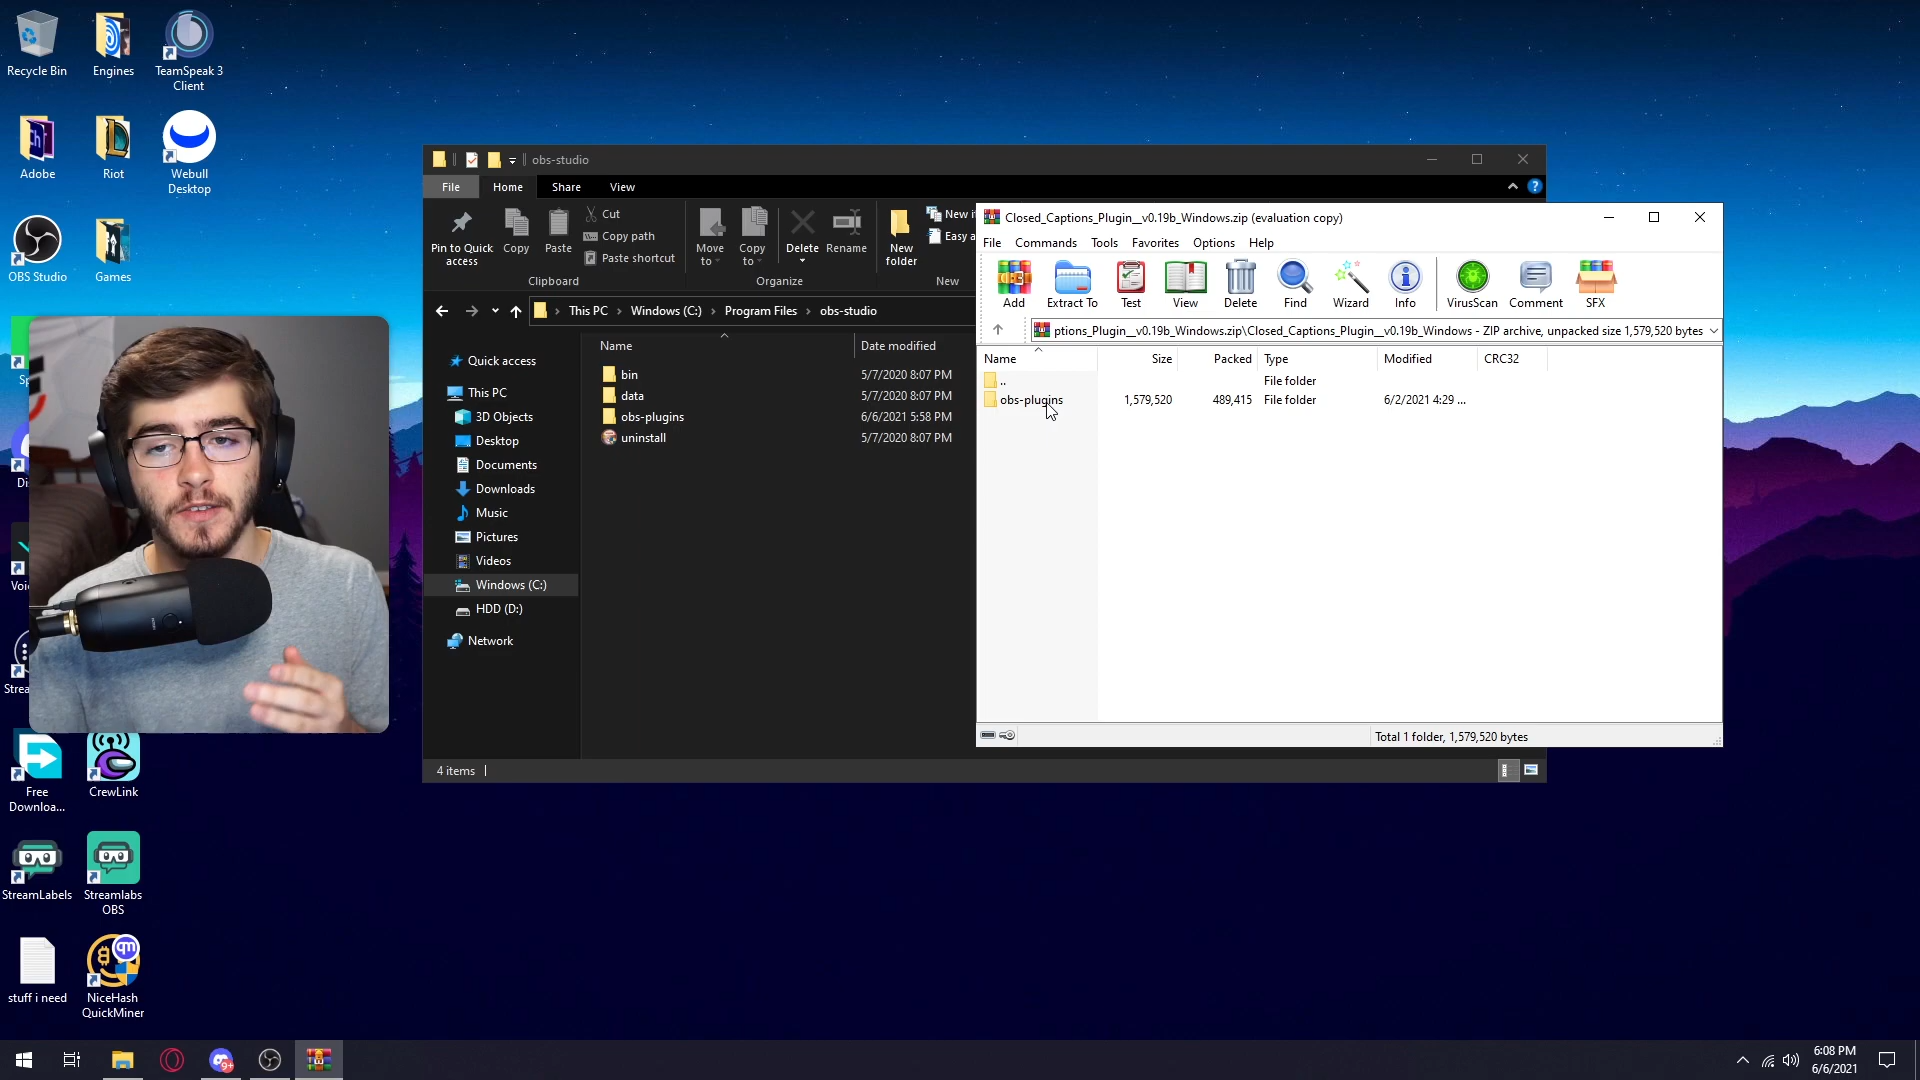 Recycle Bin
Engines
TeamSpeak 3
Client
Adobe
Riot
Webull
Desktop
OBS Studio
Games
Sp
Di
Voi
Strea
Free
Downloa...
CrewLink
StreamLabels
Streamlabs
OBS
stuff i need
NiceHash
QuickMiner
obs-studio
File Home Share View
Pin to Quick
access
Copy
Paste
Cut
Copy path
Paste shortcut
Clipboard
Move
to
Copy
to
Delete
Rename
Organize
New
folder
New it
Easy a
New
This PC > Windows (C:) > Program Files > obs-studio
Name Date modified
bin 5/7/2020 8:07 PM
data 5/7/2020 8:07 PM
obs-plugins 6/6/2021 5:58 PM
uninstall 5/7/2020 8:07 PM
Quick access
This PC
3D Objects
Desktop
Documents
Downloads
Music
Pictures
Videos
Windows (C:)
HDD (D:)
Network
4 items
Closed_Captions_Plugin__v0.19b_Windows.zip (evaluation copy)
File Commands Tools Favorites Options Help
Add Extract To Test View Delete Find Wizard Info VirusScan Comment SFX
ptions_Plugin__v0.19b_Windows.zip\Closed_Captions_Plugin__v0.19b_Windows - ZIP archive, unpacked size 1,579,520 bytes
Name Size Packed Type Modified CRC32
.. File folder
obs-plugins 1,579,520 489,415 File folder 6/2/2021 4:29 ...
Total 1 folder, 1,579,520 bytes
9+
6:08 PM
6/6/2021